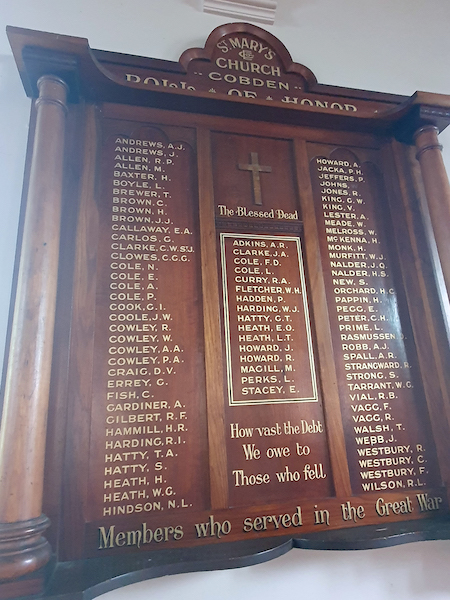 St. MARY'S
C of E
CHURCH
COBDEN
ROLL OF HONOR
ANDREWS, A.J.
ANDREWS, J.
ALLEN, R.P.
ALLEN, M.
BAXTER, H.
BOYLE, L.
BREWER, T.
BROWN, C.
BROWN, H.
BROWN, J.J.
CALLAWAY, E.A.
CARLOS, G.
CLARKE, C.W.ST.J.
CLOWES, C.G.G.
COLE, N.
COLE, E.
COLE, A.
COLE, P.
COOK, G.I.
COOLE, J.W.
COWLEY, R.
COWLEY, W.
COWLEY, A.A.
COWLEY, P.A.
CRAIG, D.V.
ERREY, G.
FISH, C.
GARDINER, A.
GILBERT, R.F.
HAMMILL, H.R.
HARDING, R.I.
HATTY, T.A.
HATTY, S.
HEATH, H.
HEATH, W.G.
HINDSON, N.L.
The Blessed Dead
ADKINS, A.R.
CLARKE, J.A.
COLE, F.D.
COLE, L.
CURRY, R.A.
FLETCHER, W.H.
HADDEN, P.
HARDING, W.J.
HATTY, G.T.
HEATH, E.O.
HEATH, L.T.
HOWARD, J.
HOWARD, R.
MAGILL, M.
PERKS, L.
STACEY, E.
How vast the Debt
We owe to
Those who fell
HOWARD, A.
JACKA, P.H.
JEFFERS, P.
JOHNS,
JONES, R.
KING, G.W.
KING, V.
LESTER, A.
MEADE, W.
MELROSS, W.
McKENNA, H.
MONK, H.
MURFITT, W.J.
NALDER, J.O.
NALDER, H.S.
NEW, S.
ORCHARD, H.G.
PAPPIN, H.
PEGG, E.
PETER, C.H.
PRIME, L.
RASMUSSEN,
ROBB, A.J.
SPALL, A.R.
STRANGWARD, R.
STRONG, S.
TARRANT, W.G.
VIAL, R.B.
VAGG, F.
VAGG, R.
WALSH, T.
WEBB, J.
WESTBURY, R.
WESTBURY, C.
WESTBURY, F.
WILSON, R.L.
Members who served in the Great War